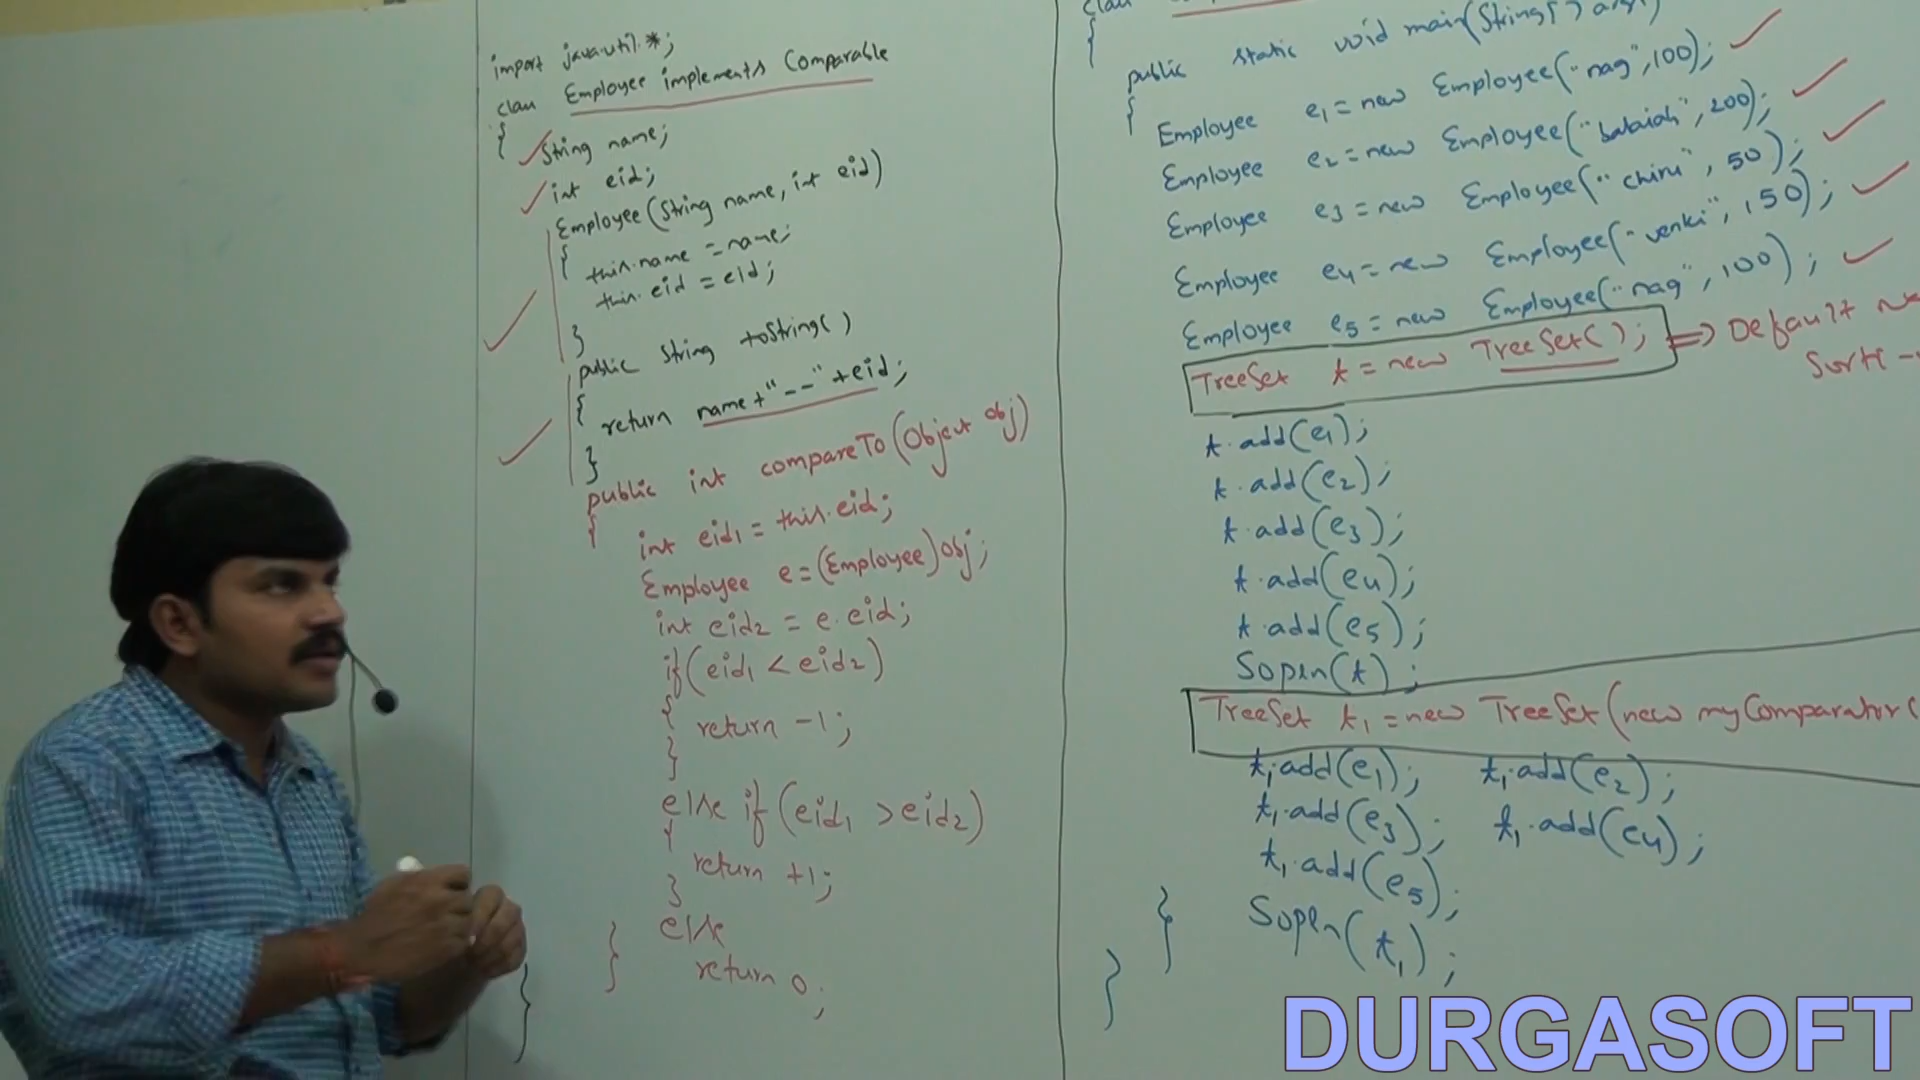 import java.util.*;
class Employee implements Comparable
{
String name;
int eid;
Employee(String name, int eid)
{
this.name = name;
this.eid = eid;
}
public String toString()
{
return name+"--"+eid;
}
public int compareTo(Object obj)
{
int eid1 = this.eid;
Employee e=(Employee)obj;
int eid2 = e.eid;
if(eid1 < eid2)
{
return -1;
}
else if(eid1 > eid2)
{
return +1;
}
else
return 0;
}
}
class
{
public static void main(String[] args)
{
Employee e1=new Employee("nag",100);
Employee e2=new Employee("balaiah",200);
Employee e3=new Employee("chiru",50);
Employee e4=new Employee("venki",150);
Employee e5=new Employee("nag",100);
TreeSet t=new TreeSet(); => Default
t.add(e1);
t.add(e2);
t.add(e3);
t.add(e4);
t.add(e5);
Sopln(t);
TreeSet t1=new TreeSet(new myComparator(
t1.add(e1); t1.add(e2);
t1.add(e3); t1.add(e4);
t1.add(e5);
} Sopln(t1);
}
DURGASOFT